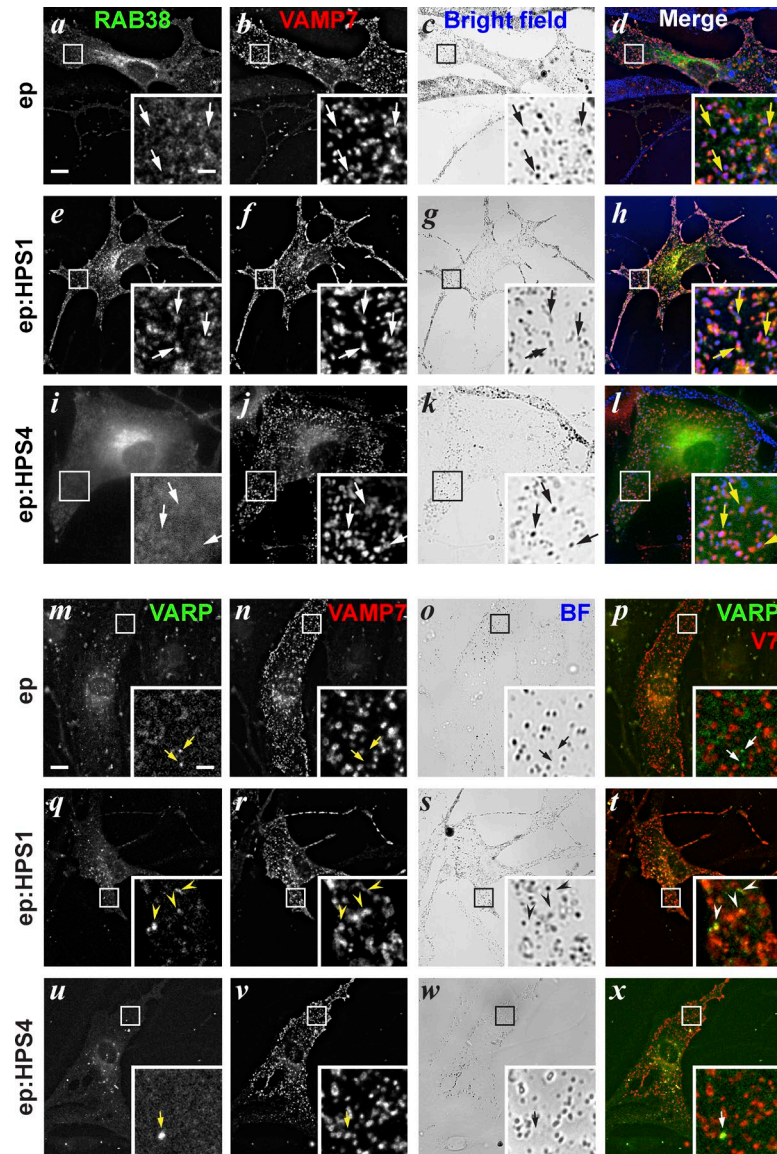 RAB38 VAMP7 Bright field Merge
ep a b c d
ep:HPS1 e f g h
ep:HPS4 i j k l
VARP VAMP7 BF VARP
V7
ep m n o p
ep:HPS1 q r s t
ep:HPS4 u v w x